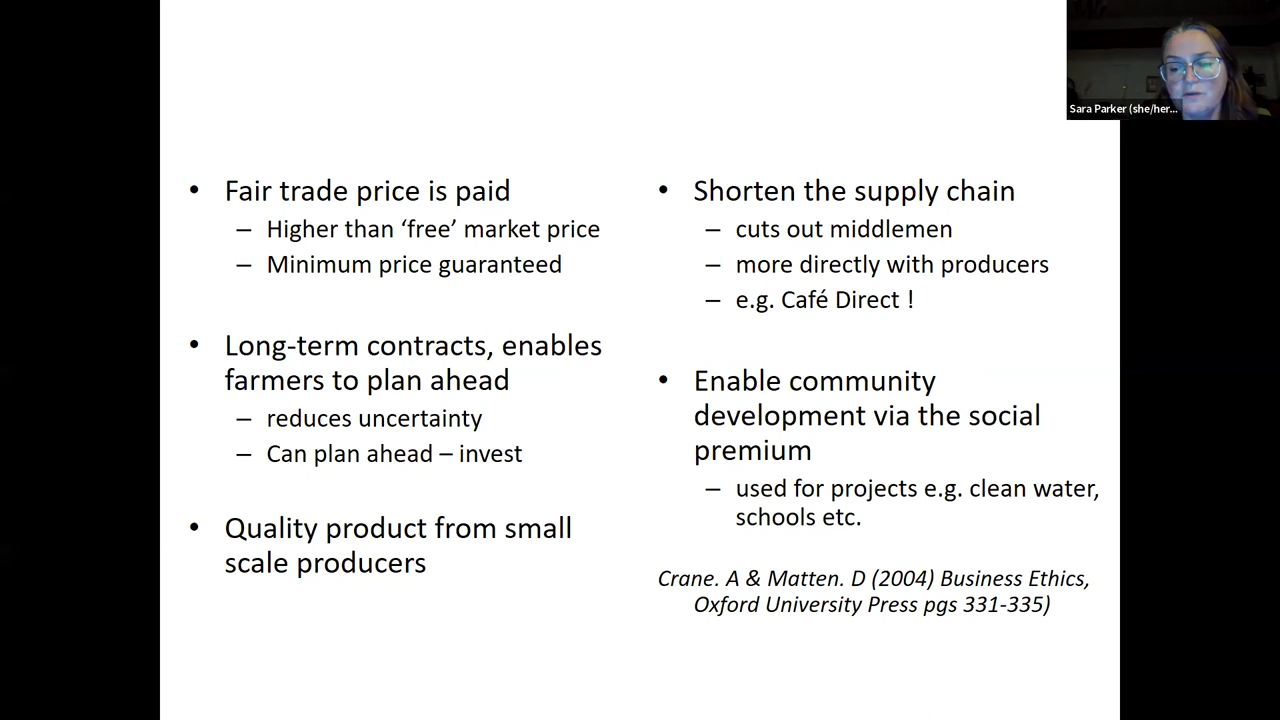 Sara Parker (she/her...
• Fair trade price is paid
– Higher than ‘free’ market price
– Minimum price guaranteed
• Long-term contracts, enables
farmers to plan ahead
– reduces uncertainty
– Can plan ahead – invest
• Quality product from small
scale producers
• Shorten the supply chain
– cuts out middlemen
– more directly with producers
– e.g. Café Direct !
• Enable community
development via the social
premium
– used for projects e.g. clean water,
schools etc.
Crane. A & Matten. D (2004) Business Ethics,
Oxford University Press pgs 331-335)